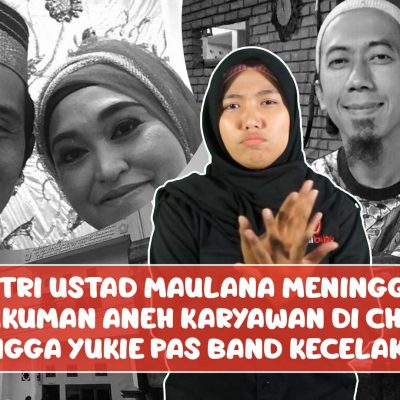 TRI USTAD MAULANA MENINGG
KUMAN ANEH KARYAWAN DI CH
NGGA YUKIE PAS BAND KECELAK